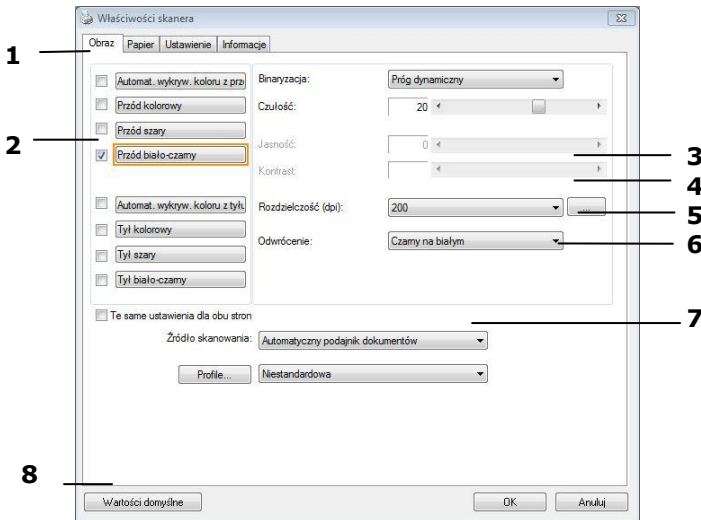 Właściwości skanera
1
Obraz Papier Ustawienie Informacje
Automat. wykryw. koloru z prz
Binaryzacja: Próg dynamiczny
Przód kolorowy
Czułość: 20
Przód szary
2
Jasność: 0
Przód biało-czarny
3
Kontrast:
4
Automat. wykryw. koloru z tyłu
Rozdzielczość (dpi): 200 ...
5
Tył kolorowy
Odwrócenie: Czarny na białym
6
Tył szary
Tył biało-czarny
Te same ustawienia dla obu stron
7
Źródło skanowania: Automatyczny podajnik dokumentów
Profile... Niestandardowa
8
Wartości domyślne OK Anuluj